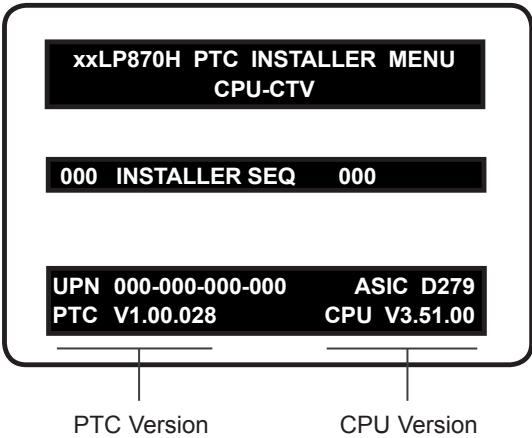 xxLP870H PTC INSTALLER MENU
CPU-CTV
000 INSTALLER SEQ 000
UPN 000-000-000-000 ASIC D279
PTC V1.00.028 CPU V3.51.00
PTC Version CPU Version